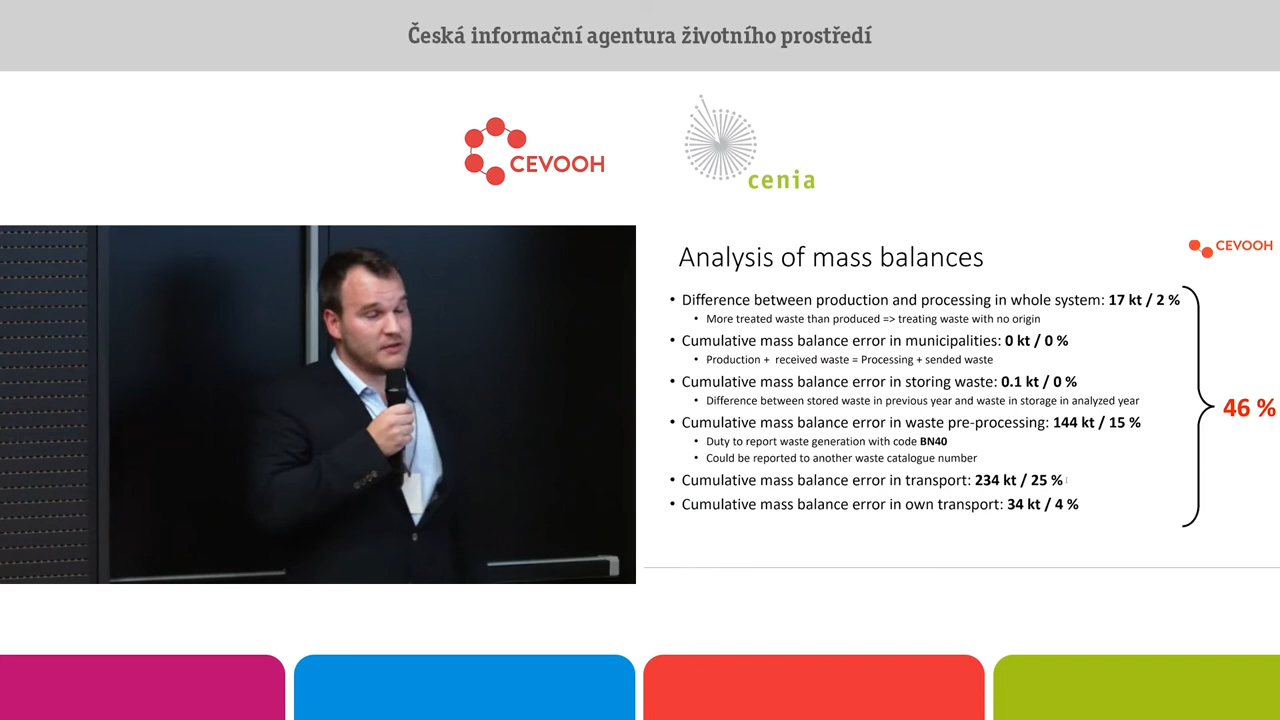 Česká informační agentura životního prostředí
CEVOOH
cenia
CEVOOH
Analysis of mass balances
• Difference between production and processing in whole system: 17 kt / 2 %
• More treated waste than produced => treating waste with no origin
• Cumulative mass balance error in municipalities: 0 kt / 0 %
• Production + received waste = Processing + sended waste
• Cumulative mass balance error in storing waste: 0.1 kt / 0 %
• Difference between stored waste in previous year and waste in storage in analyzed year
• Cumulative mass balance error in waste pre-processing: 144 kt / 15 %
• Duty to report waste generation with code BN40
• Could be reported to another waste catalogue number
• Cumulative mass balance error in transport: 234 kt / 25 %
• Cumulative mass balance error in own transport: 34 kt / 4 %
46 %